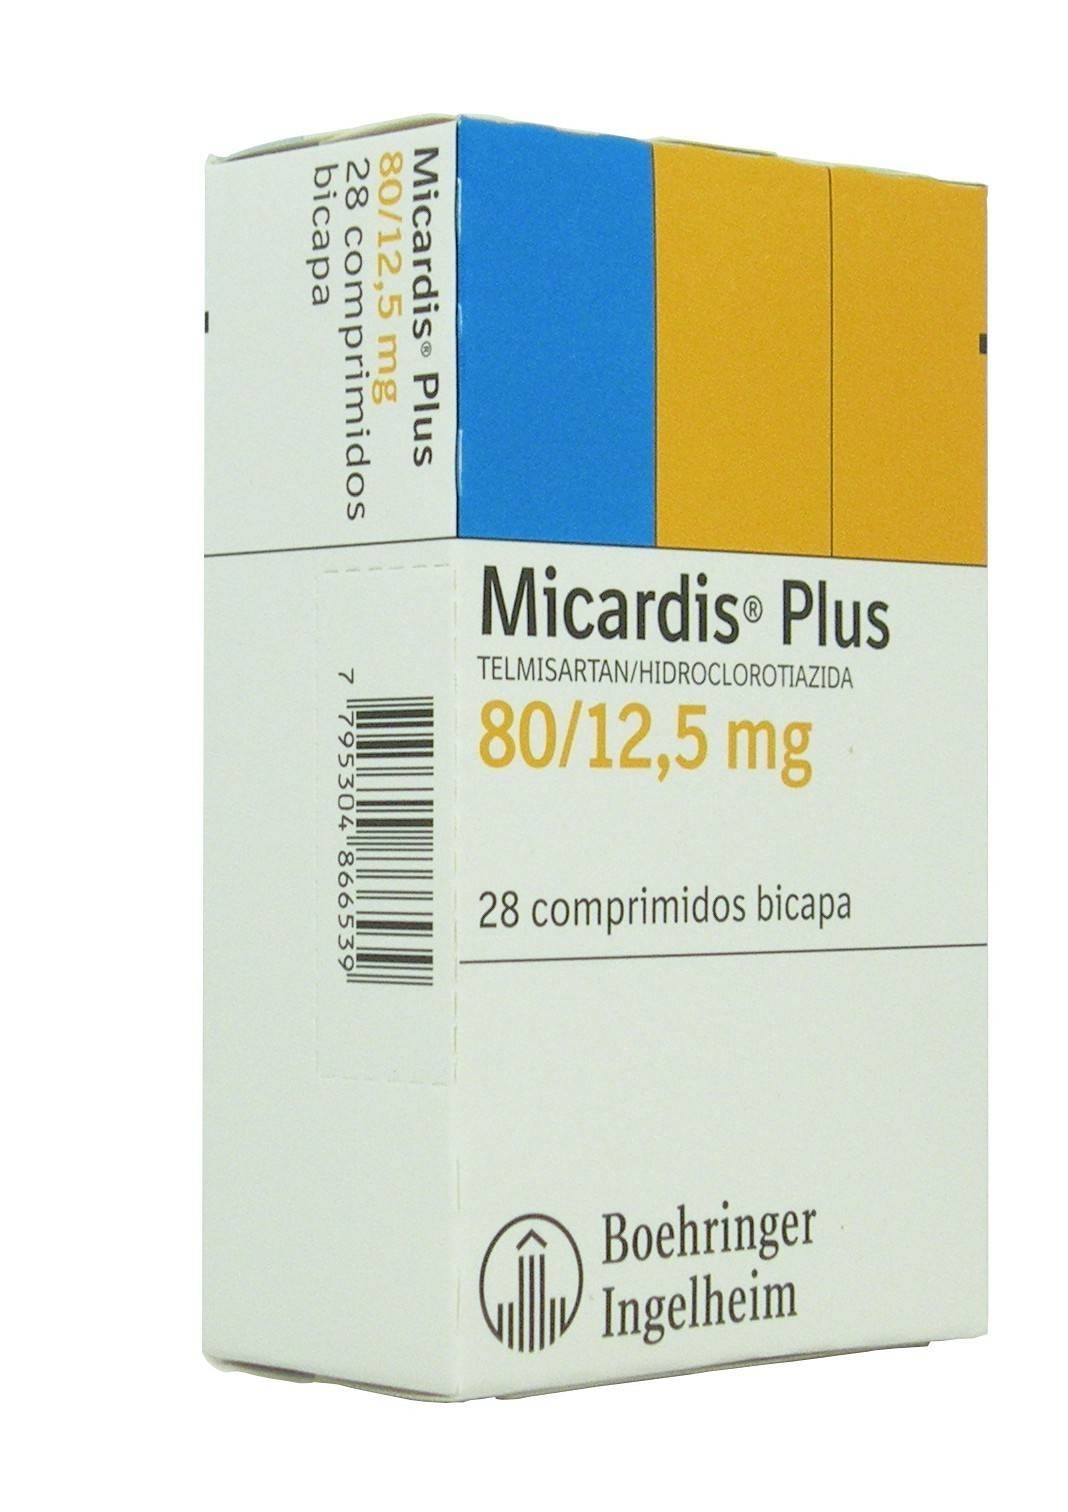 Micardis® Plus
80/12,5 mg
28 comprimidos
bicapa
7 795304 866539
Micardis® Plus
TELMISARTAN/HIDROCLOROTIAZIDA
80/12,5 mg
28 comprimidos bicapa
Boehringer
Ingelheim